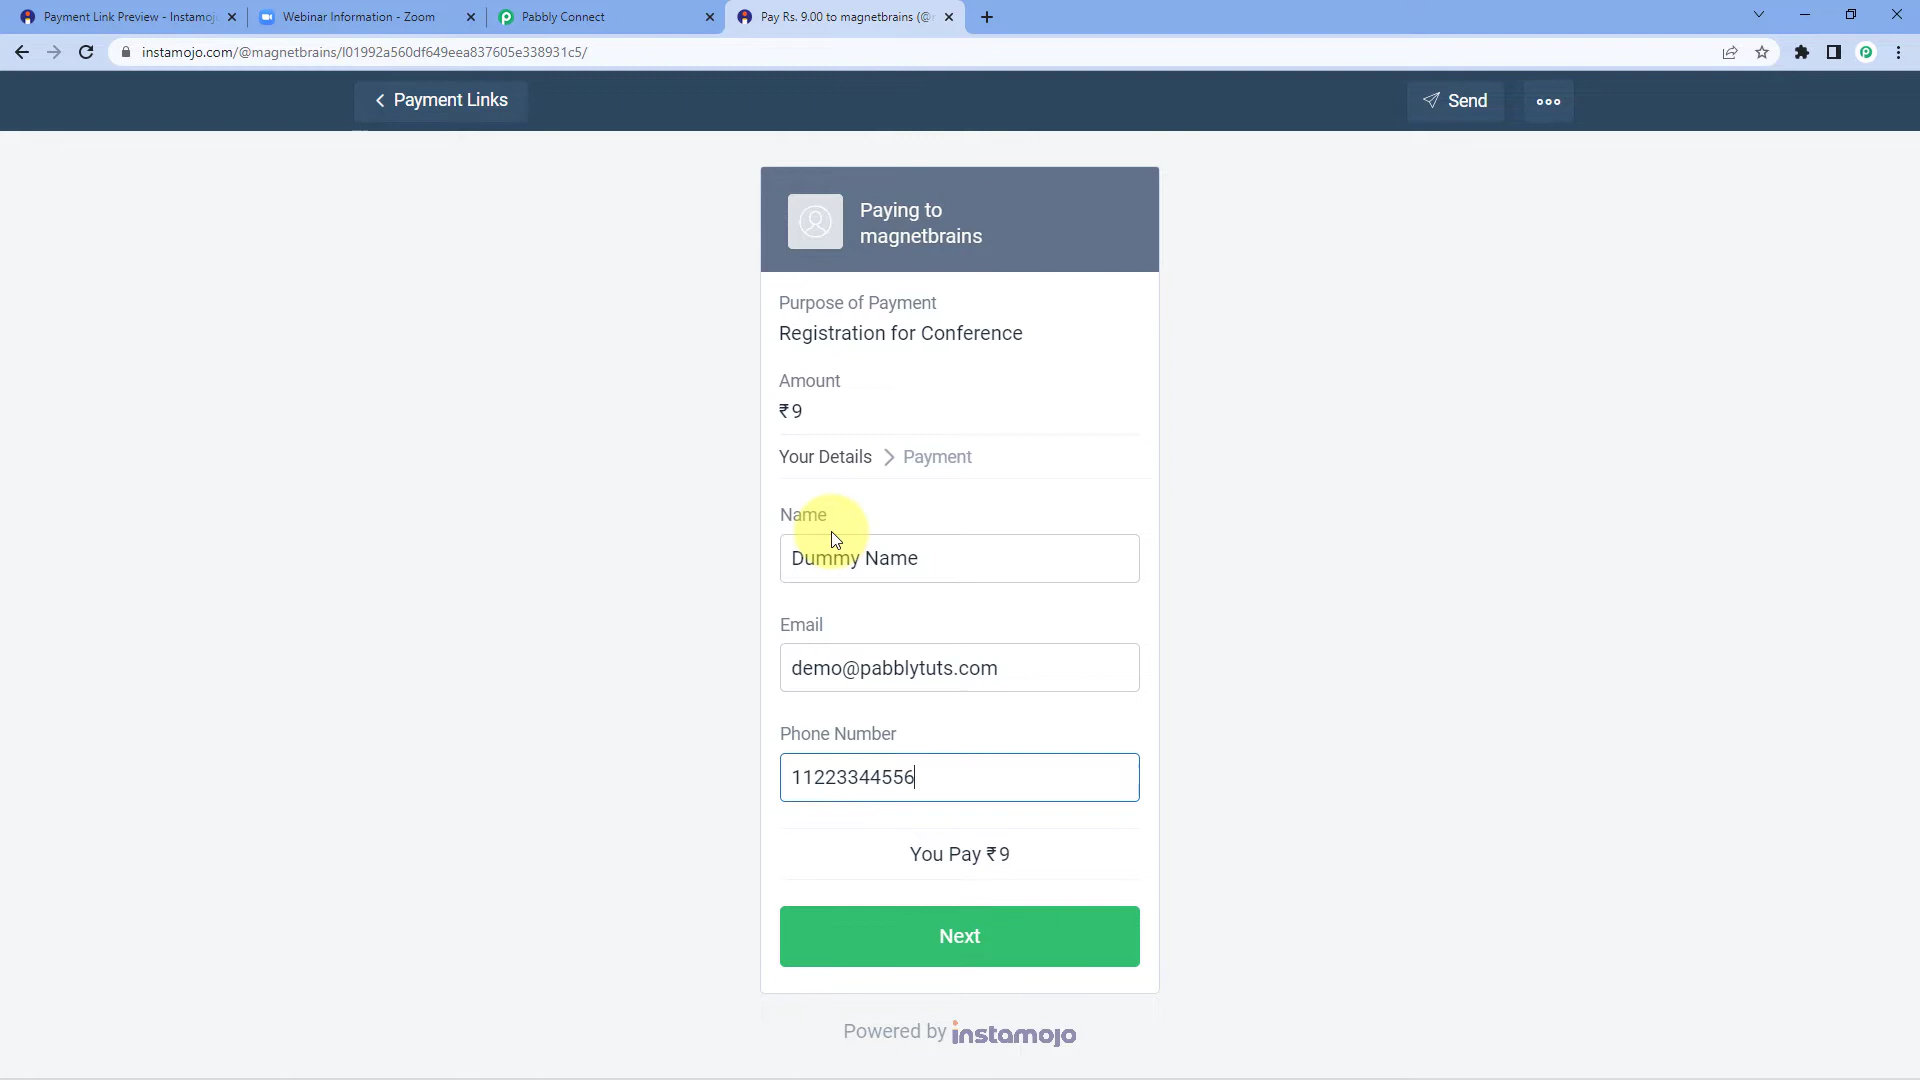 Payment Link Preview - Instamoj
Webinar Information - Zoom
Pabbly Connect
Pay Rs. 9.00 to magnetbrains (@
instamojo.com/@magnetbrains/l01992a560df649eea837605e338931c5/
Payment Links
Send
Paying to
magnetbrains
Purpose of Payment
Registration for Conference
Amount
₹9
Your Details
Payment
Name
Dummy Name
Email
demo@pabblytuts.com
Phone Number
11223344556
You Pay ₹9
Next
Powered by instamojo